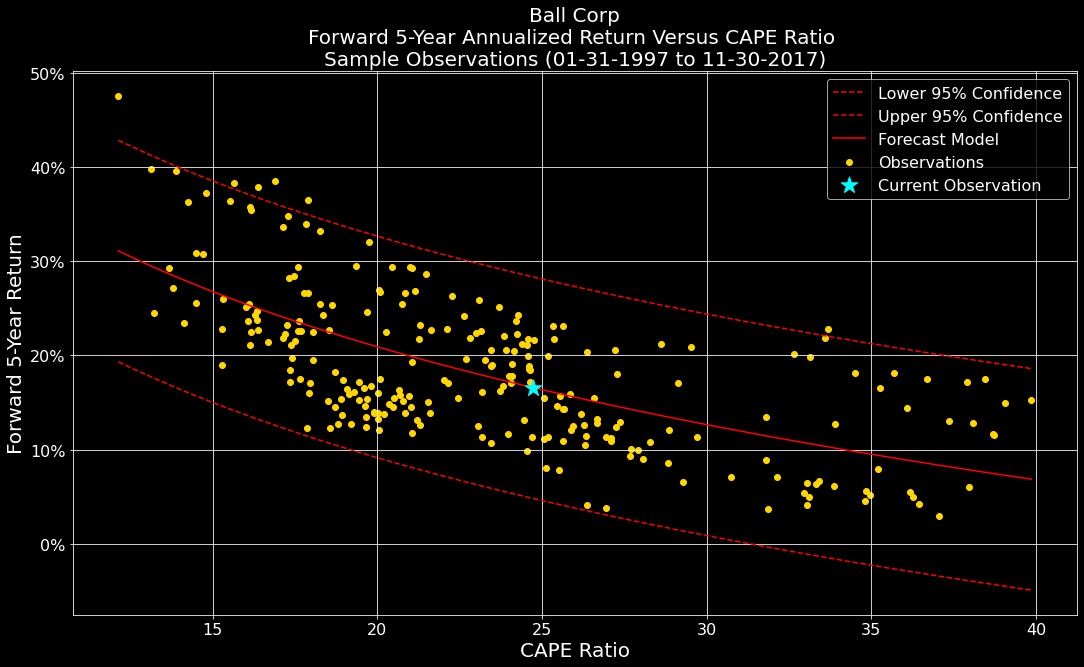 Ball Corp
Forward 5-Year Annualized Return Versus CAPE Ratio
Sample Observations (01-31-1997 to 11-30-2017)
50%
40%
30%
20%
10%
0%
Forward 5-Year Return
Lower 95% Confidence
Upper 95% Confidence
Forecast Model
Observations
Current Observation
15
20
25
30
35
40
CAPE Ratio